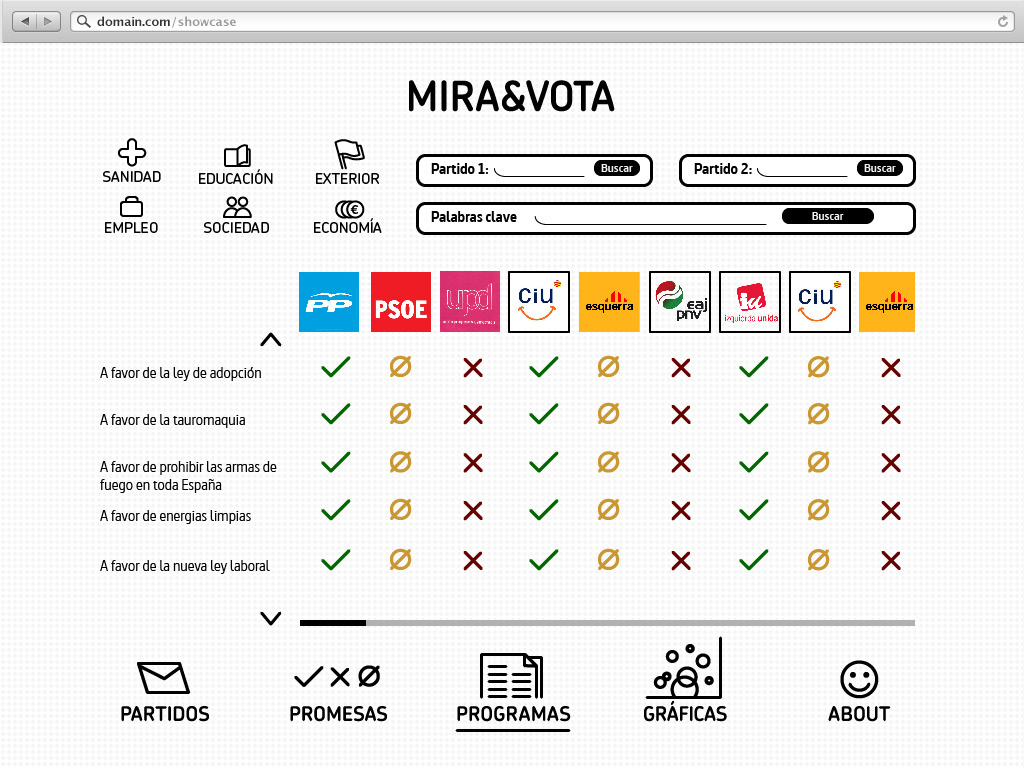 domain.com/showcase
MIRA&VOTA
SANIDAD
EDUCACIÓN
EXTERIOR
EMPLEO
SOCIEDAD
ECONOMÍA
Partido 1: Buscar
Partido 2: Buscar
Palabras clave Buscar
PP
PSOE
upd
CiU
esquerra
eaj
pnv
iu
izquierda unida
CiU
esquerra
A favor de la ley de adopción
A favor de la tauromaquia
A favor de prohibir las armas de
fuego en toda España
A favor de energias limpias
A favor de la nueva ley laboral
PARTIDOS
PROMESAS
PROGRAMAS
GRÁFICAS
ABOUT